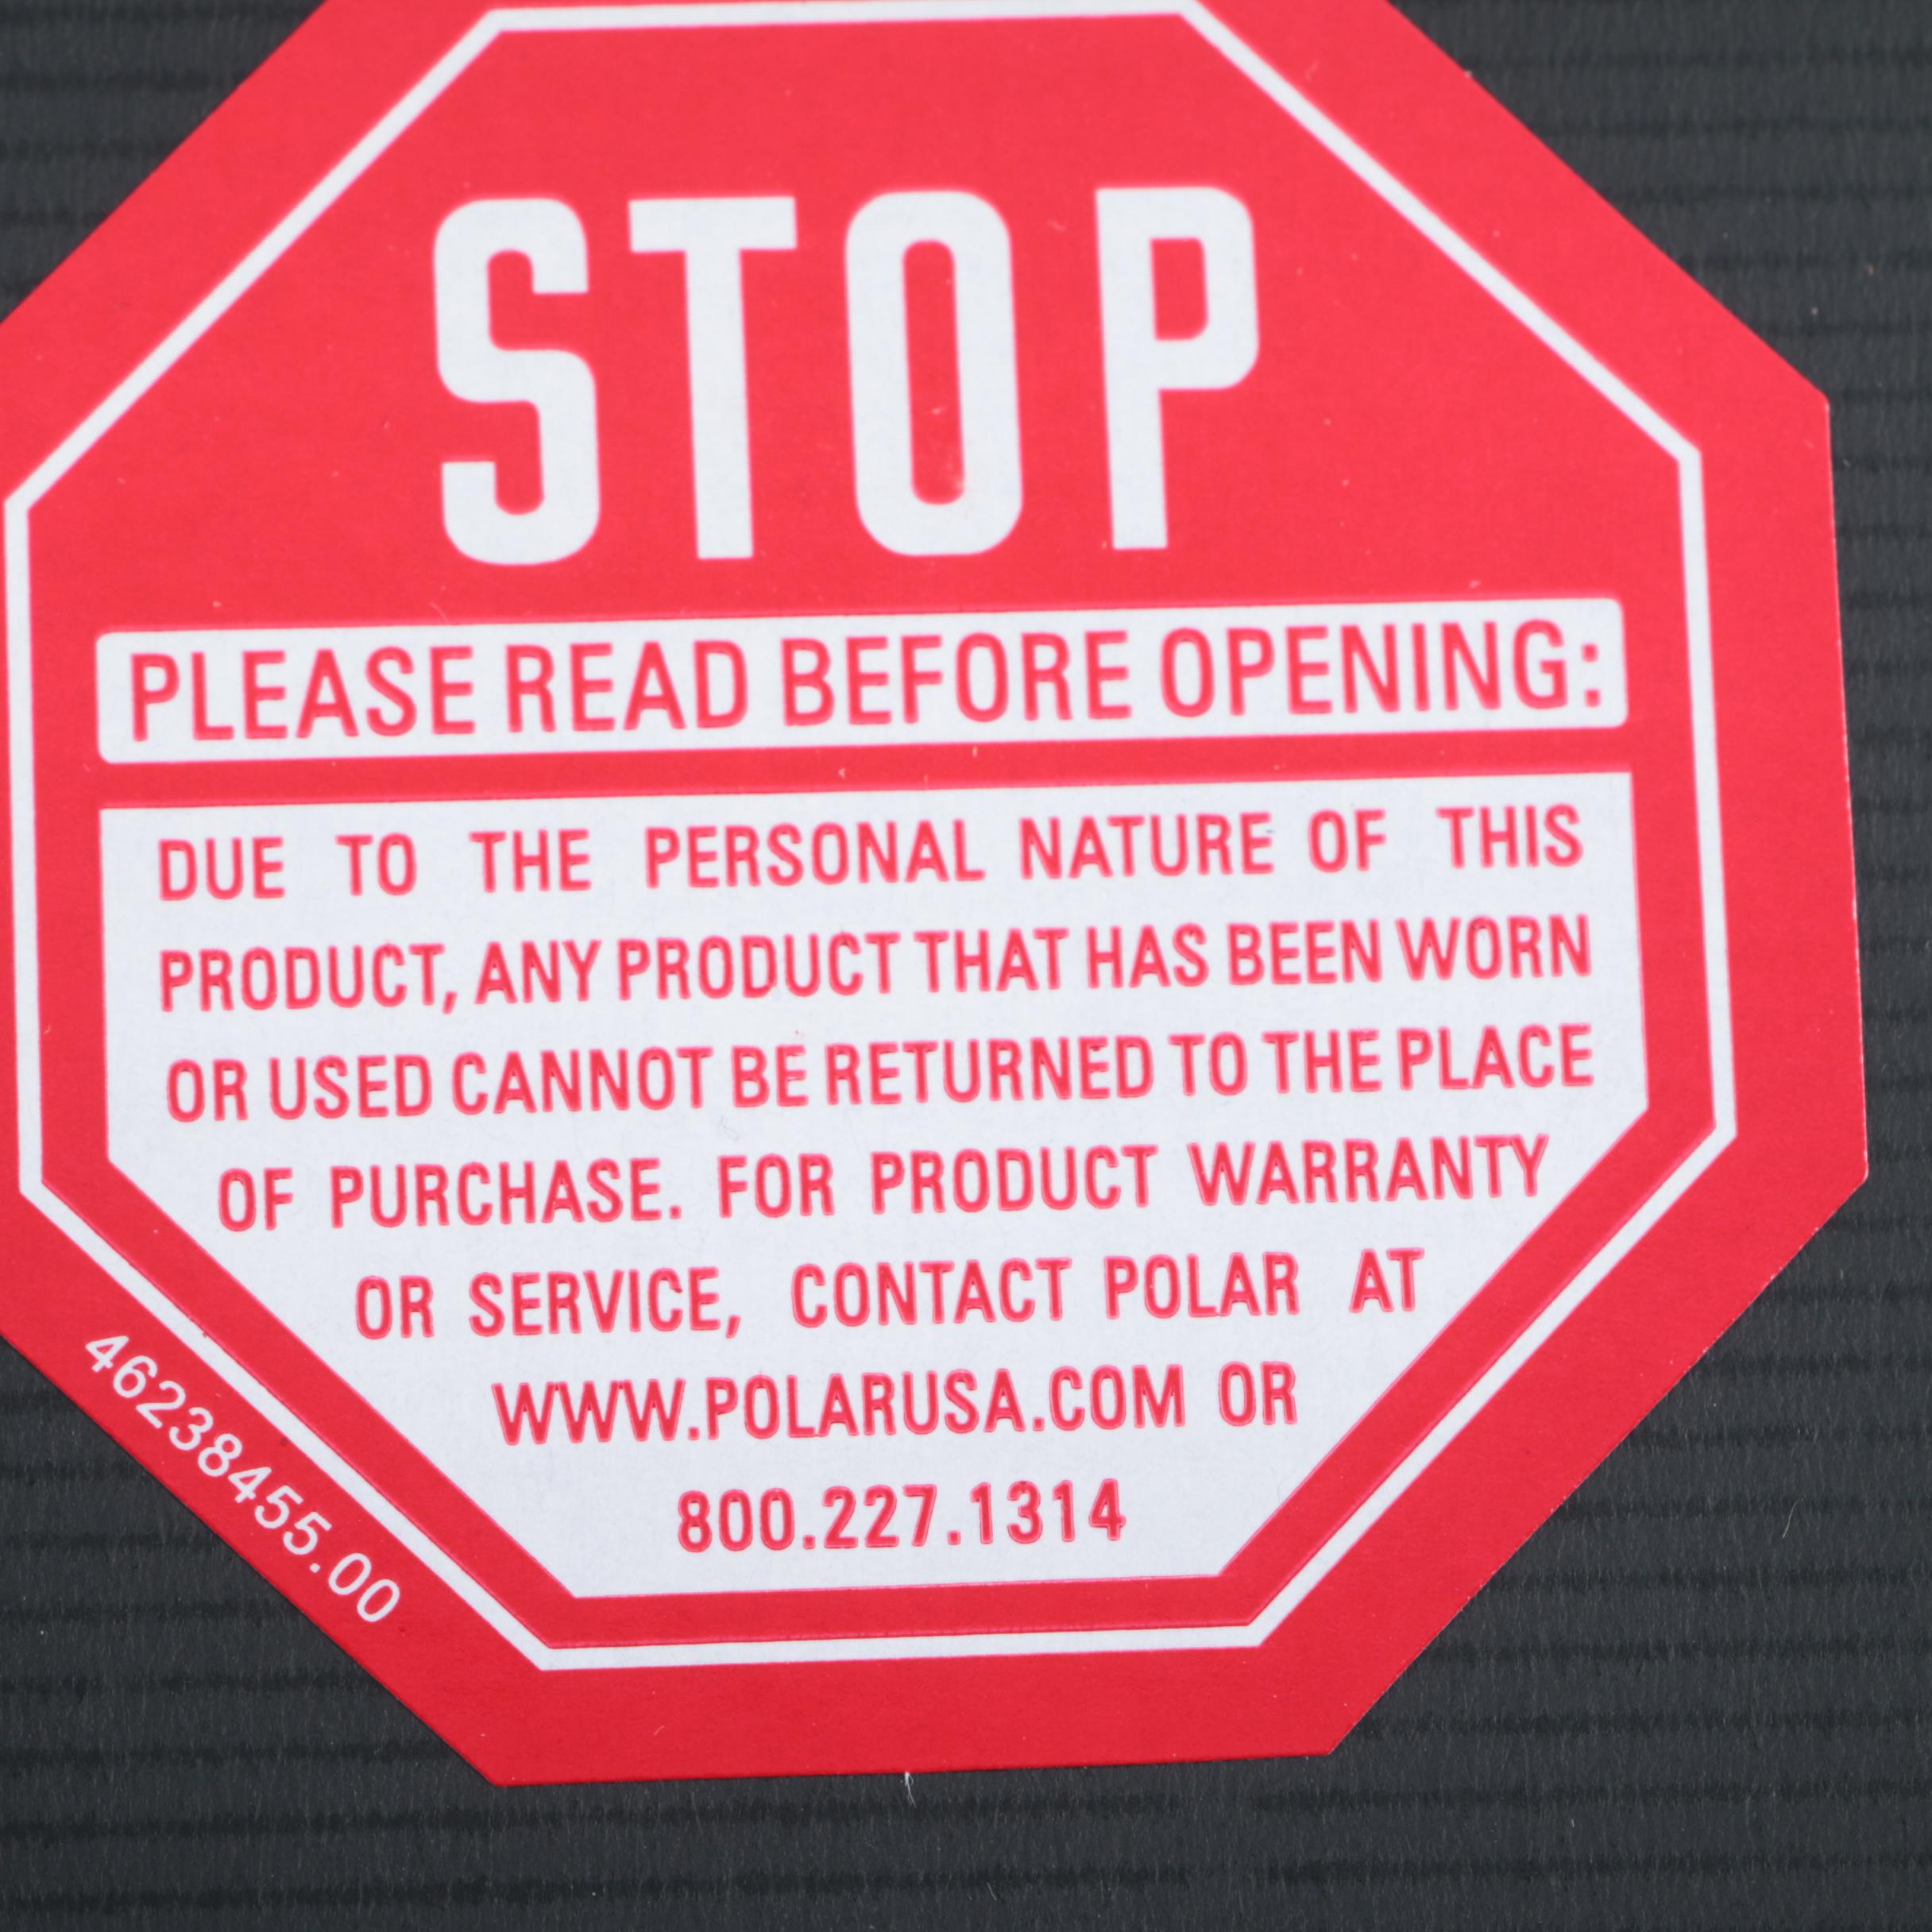 STOP
PLEASE READ BEFORE OPENING:
DUE TO THE PERSONAL NATURE OF THIS
PRODUCT, ANY PRODUCT THAT HAS BEEN WORN
OR USED CANNOT BE RETURNED TO THE PLACE
OF PURCHASE. FOR PRODUCT WARRANTY
OR SERVICE, CONTACT POLAR AT
WWW.POLARUSA.COM OR
800.227.1314
46238455.00